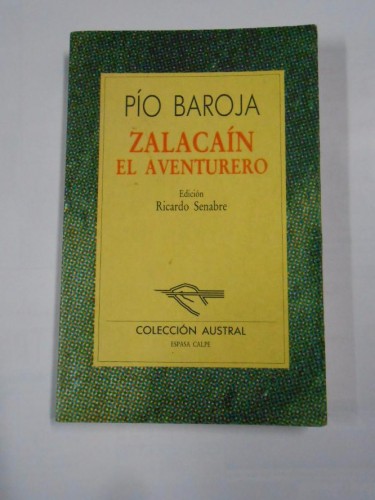 PÍO BAROJA
ZALACAÍN
EL AVENTURERO
Edición
Ricardo Senabre
COLECCIÓN AUSTRAL
ESPASA CALPE